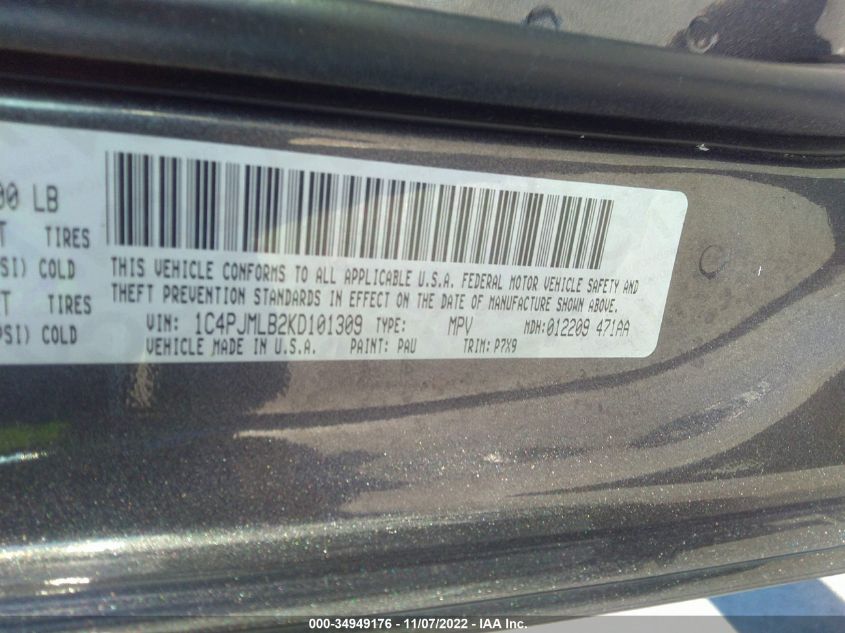 00 LB
T TIRES
SI) COLD
T TIRES
PSI) COLD
THIS VEHICLE CONFORMS TO ALL APPLICABLE U.S.A. FEDERAL MOTOR VEHICLE SAFETY AND
THEFT PREVENTION STANDARDS IN EFFECT ON THE DATE OF MANUFACTURE SHOWN ABOVE.
VIN: 1C4PJMLB2KD101309 TYPE: MPV MDH:012209 471AA
VEHICLE MADE IN U.S.A. PAINT: PAU TRIM: P7X9
000-34949176 - 11/07/2022 - IAA Inc.